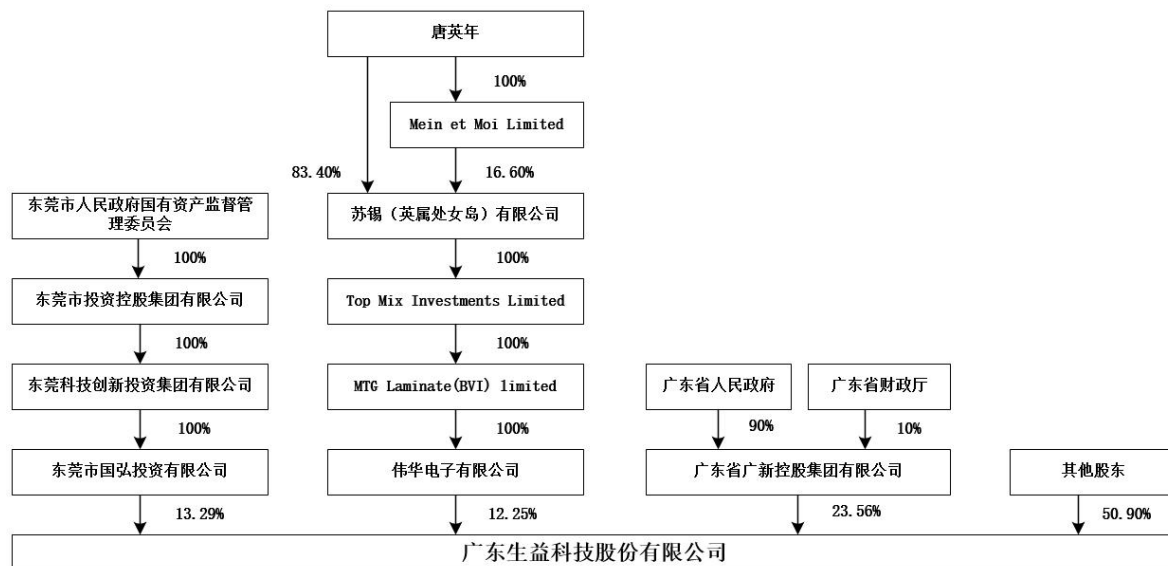 唐英年
100%
Mein et Moi Limited
83.40%
16.60%
东莞市人民政府国有资产监督管
理委员会
苏锡（英属处女岛）有限公司
100%
100%
东莞市投资控股集团有限公司
Top Mix Investments Limited
100%
100%
东莞科技创新投资集团有限公司
MTG Laminate(BVI) limited
广东省人民政府
广东省财政厅
100%
100%
90%
10%
东莞市国弘投资有限公司
伟华电子有限公司
广东省广新控股集团有限公司
其他股东
13.29%
12.25%
23.56%
50.90%
广东生益科技股份有限公司